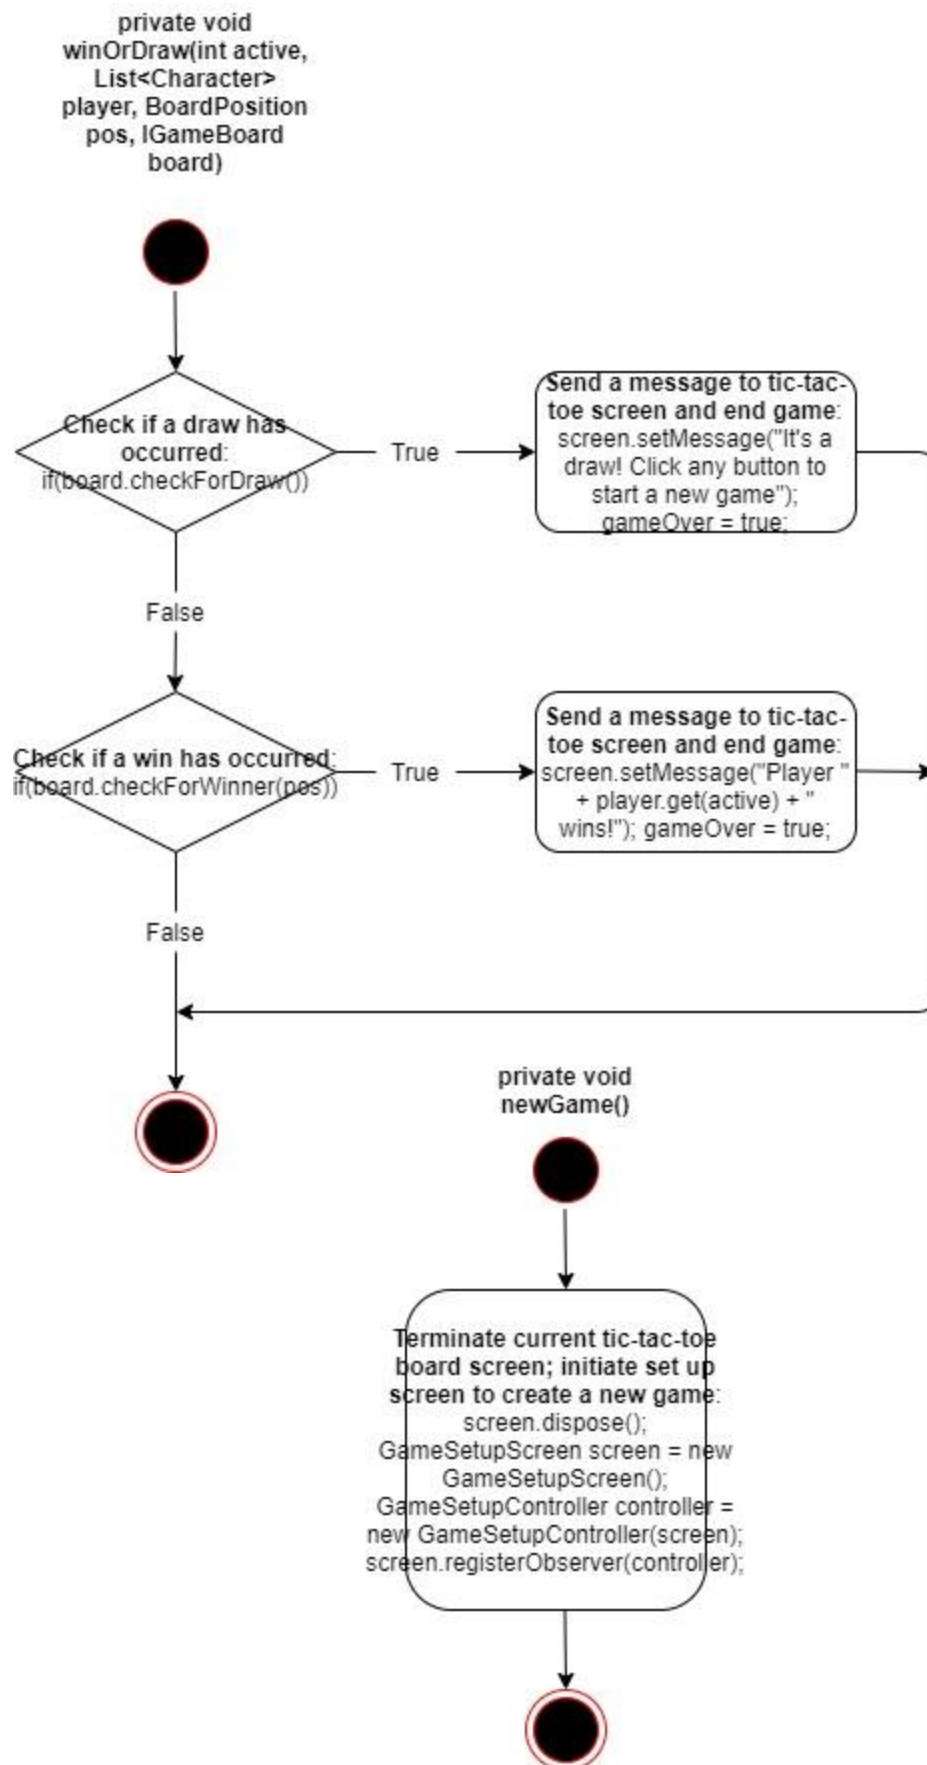 private void
winOrDraw(int active,
List<Character>
player, BoardPosition
pos, IGameBoard
board)
Check if a draw has
occurred:
if(board.checkForDraw())
True
Send a message to tic-tac-
toe screen and end game:
screen.setMessage("It's a
draw! Click any button to
start a new game");
gameOver = true;
False
Check if a win has occurred:
if(board.checkForWinner(pos))
True
Send a message to tic-tac-
toe screen and end game:
screen.setMessage("Player "
+ player.get(active) + "
wins!"); gameOver = true;
False
private void
newGame()
Terminate current tic-tac-toe
board screen; initiate set up
screen to create a new game:
screen.dispose();
GameSetupScreen screen = new
GameSetupScreen();
GameSetupController controller =
new GameSetupController(screen);
screen.registerObserver(controller);